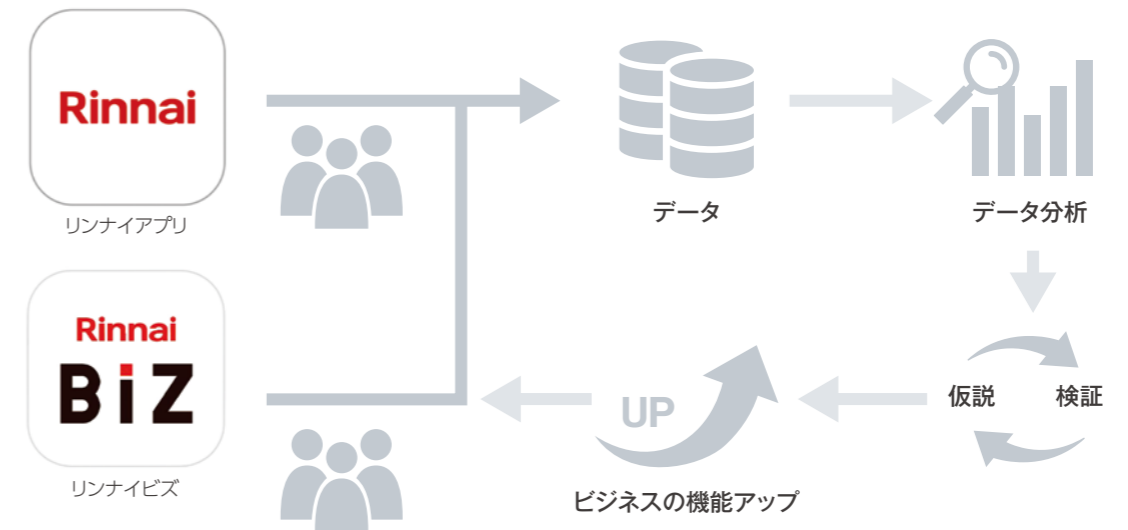 Rinnai
リンナイアプリ
データ
データ分析
Rinnai
BiZ
リンナイビズ
仮説
検証
UP
ビジネスの機能アップ